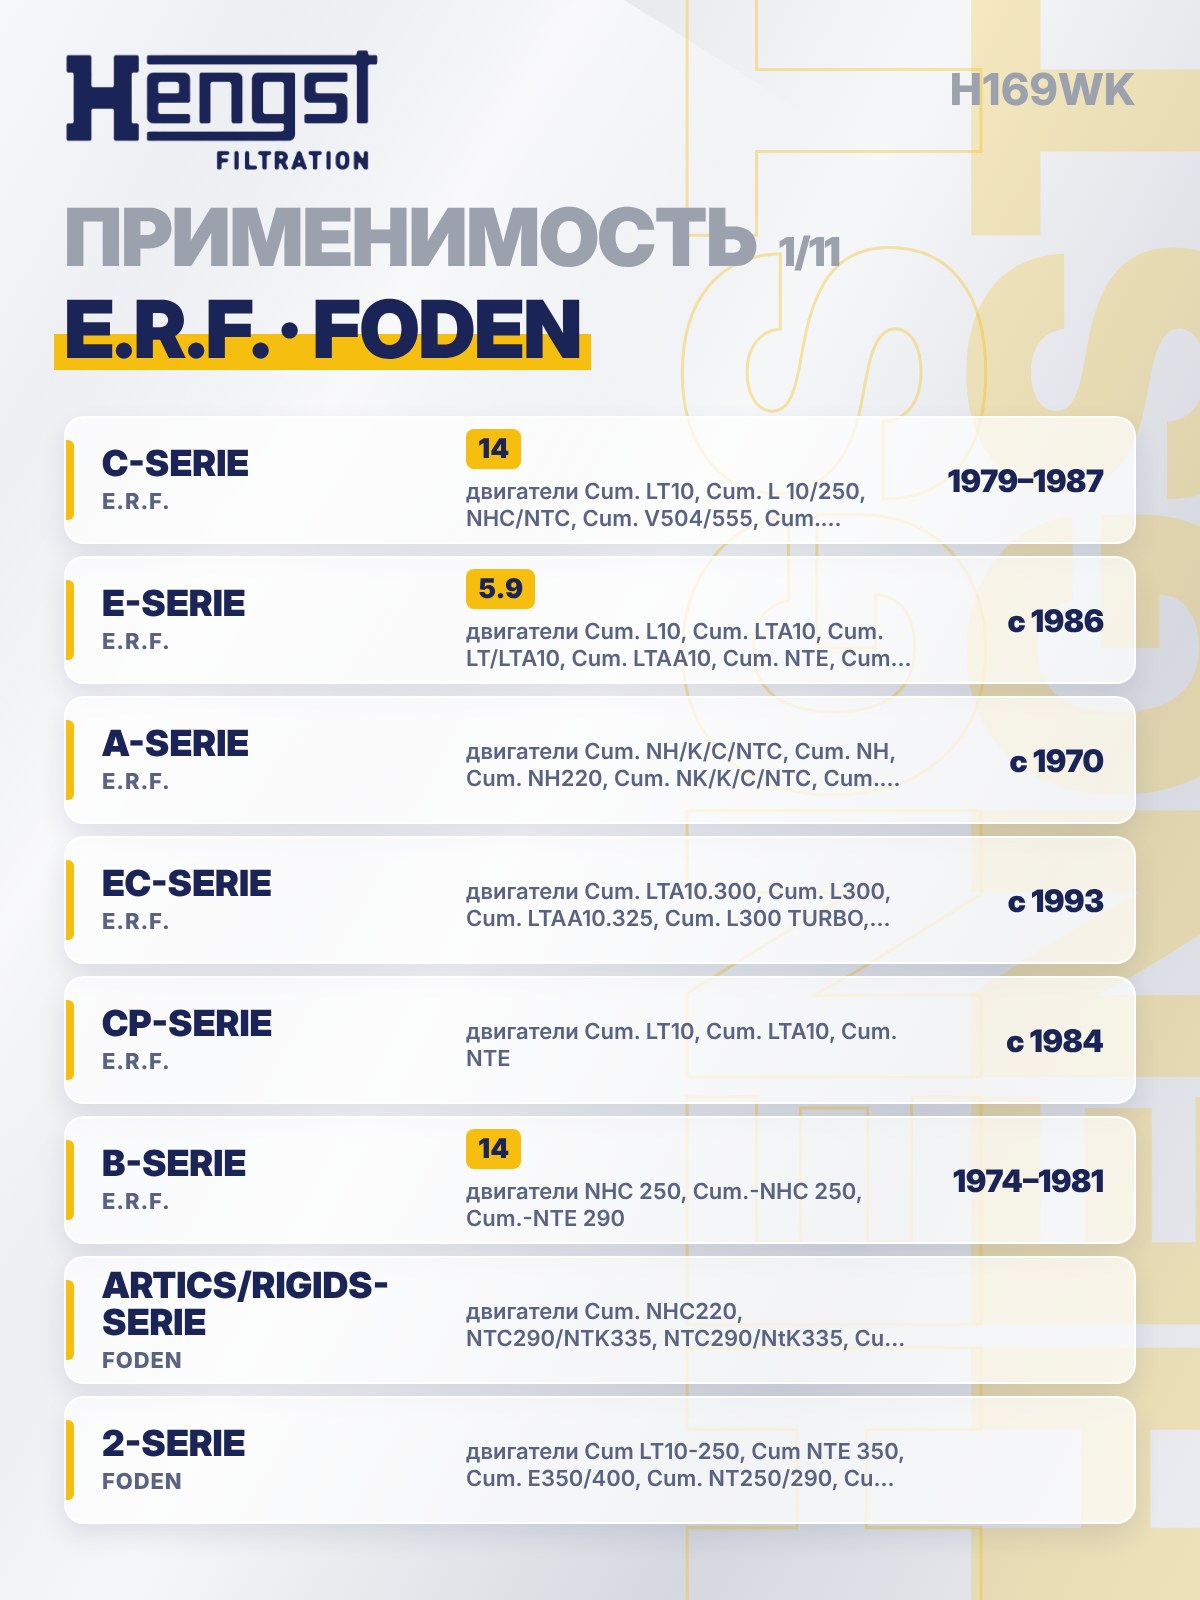 Hengst
FILTRATION
H169WK
ПРИМЕНИМОСТЬ 1/11
E.R.F. · FODEN
C-SERIE
E.R.F.
14
двигатели Cum. LT10, Cum. L 10/250,
NHC/NTC, Cum. V504/555, Cum....
1979–1987
E-SERIE
E.R.F.
5.9
двигатели Cum. L10, Cum. LTA10, Cum.
LT/LTA10, Cum. LTAA10, Cum. NTE, Cum...
с 1986
A-SERIE
E.R.F.
двигатели Cum. NH/K/C/NTC, Cum. NH,
Cum. NH220, Cum. NK/K/C/NTC, Cum....
с 1970
EC-SERIE
E.R.F.
двигатели Cum. LTA10.300, Cum. L300,
Cum. LTAA10.325, Cum. L300 TURBO,...
с 1993
CP-SERIE
E.R.F.
двигатели Cum. LT10, Cum. LTA10, Cum.
NTE
с 1984
B-SERIE
E.R.F.
14
двигатели NHC 250, Cum.-NHC 250,
Cum.-NTE 290
1974–1981
ARTICS/RIGIDS-
SERIE
FODEN
двигатели Cum. NHC220,
NTC290/NTK335, NTC290/NtK335, Cu...
2-SERIE
FODEN
двигатели Cum LT10-250, Cum NTE 350,
Cum. E350/400, Cum. NT250/290, Cu...
HENGST